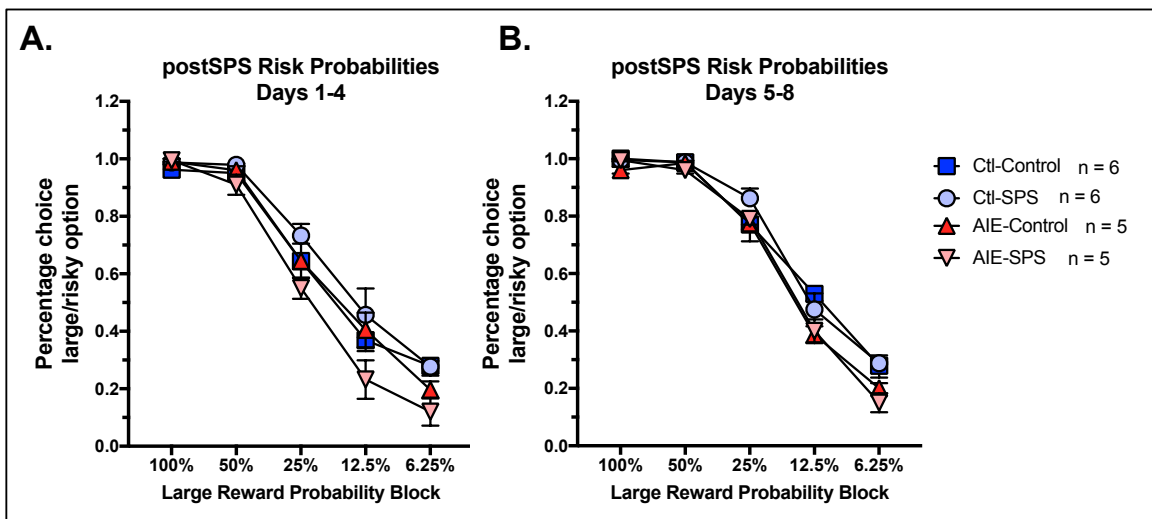 A.
postSPS Risk Probabilities
Days 1-4
Percentage choice
large/risky option
1.2
1.0
0.8
0.6
0.4
0.2
0.0
100% 50% 25% 12.5% 6.25%
Large Reward Probability Block
B.
postSPS Risk Probabilities
Days 5-8
Percentage choice
large/risky option
1.2
1.0
0.8
0.6
0.4
0.2
0.0
100% 50% 25% 12.5% 6.25%
Large Reward Probability Block
Ctl-Control n = 6
Ctl-SPS n = 6
AIE-Control n = 5
AIE-SPS n = 5